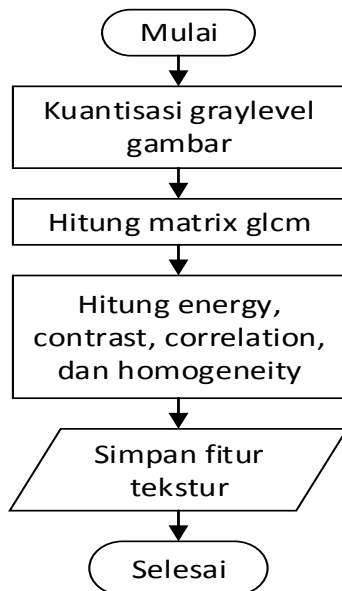 Mulai
Kuantisasi graylevel
gambar
Hitung matrix glcm
Hitung energy,
contrast, correlation,
dan homogeneity
Simpan fitur
tekstur
Selesai